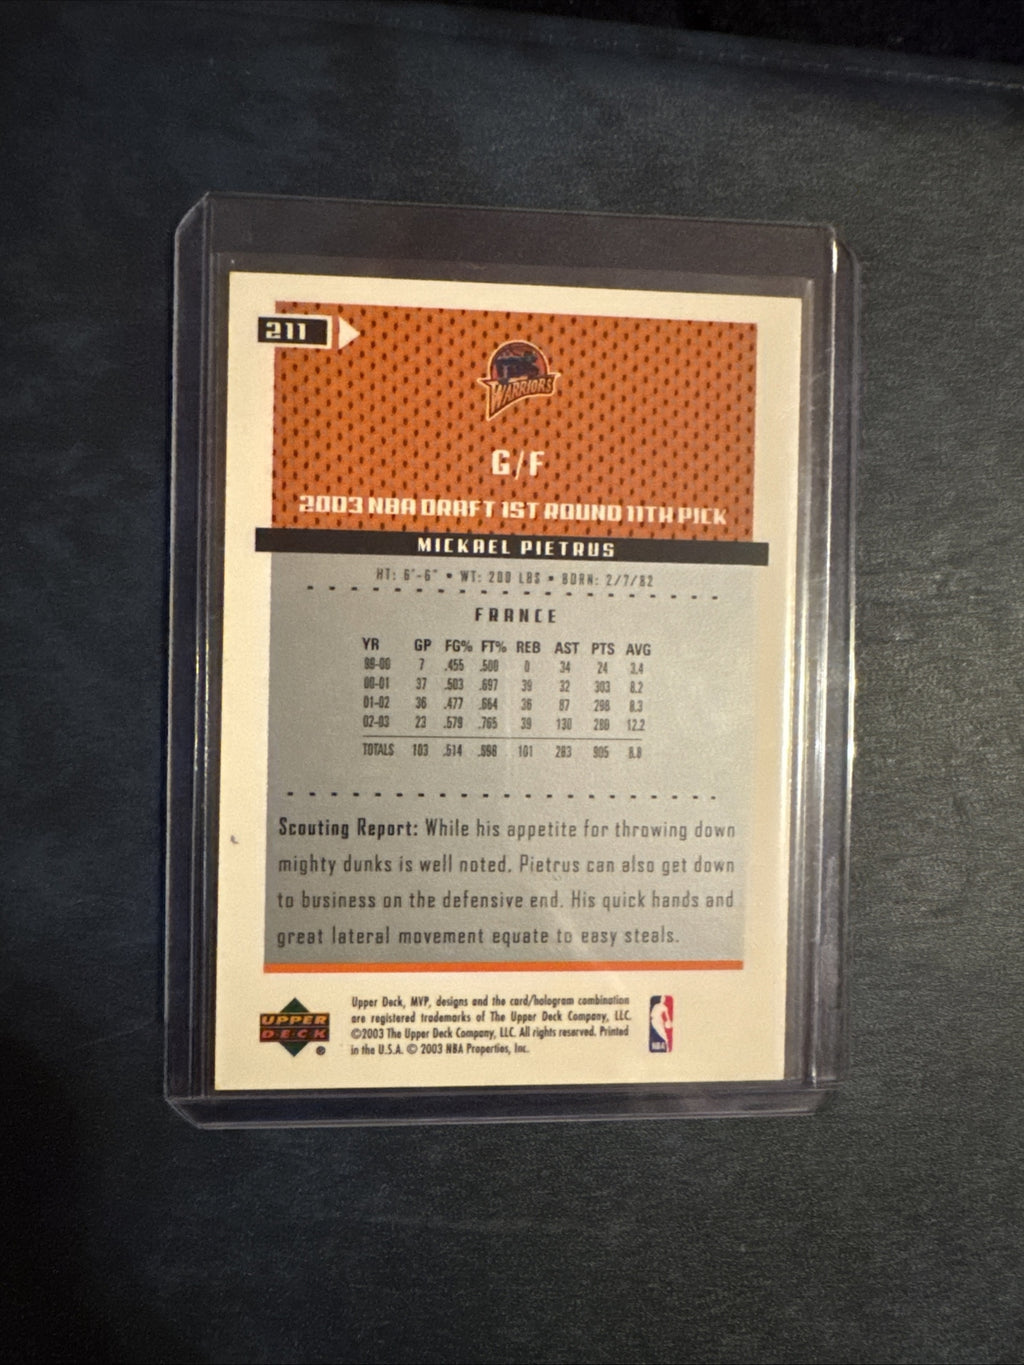 211
WARRIORS
G/F
2003 NBA DRAFT 1ST ROUND 11TH PICK
MICKAEL PIETRUS
HT: 6'-6" • WT: 200 LBS • BORN: 2/7/82
FRANCE
YR GP FG% FT% REB AST PTS AVG
99-00 7 .455 .500 0 34 24 3.4
00-01 37 .503 .697 39 32 303 8.2
01-02 36 .477 .664 36 87 298 8.3
02-03 23 .579 .765 39 130 280 12.2
TOTALS 103 .514 .698 101 283 905 8.8
Scouting Report: While his appetite for throwing down
mighty dunks is well noted, Pietrus can also get down
to business on the defensive end. His quick hands and
great lateral movement equate to easy steals.
UPPER
DECK
®
Upper Deck, MVP, designs and the card/hologram combination
are registered trademarks of The Upper Deck Company, LLC.
©2003 The Upper Deck Company, LLC. All rights reserved. Printed
in the U.S.A. © 2003 NBA Properties, Inc.
NBA